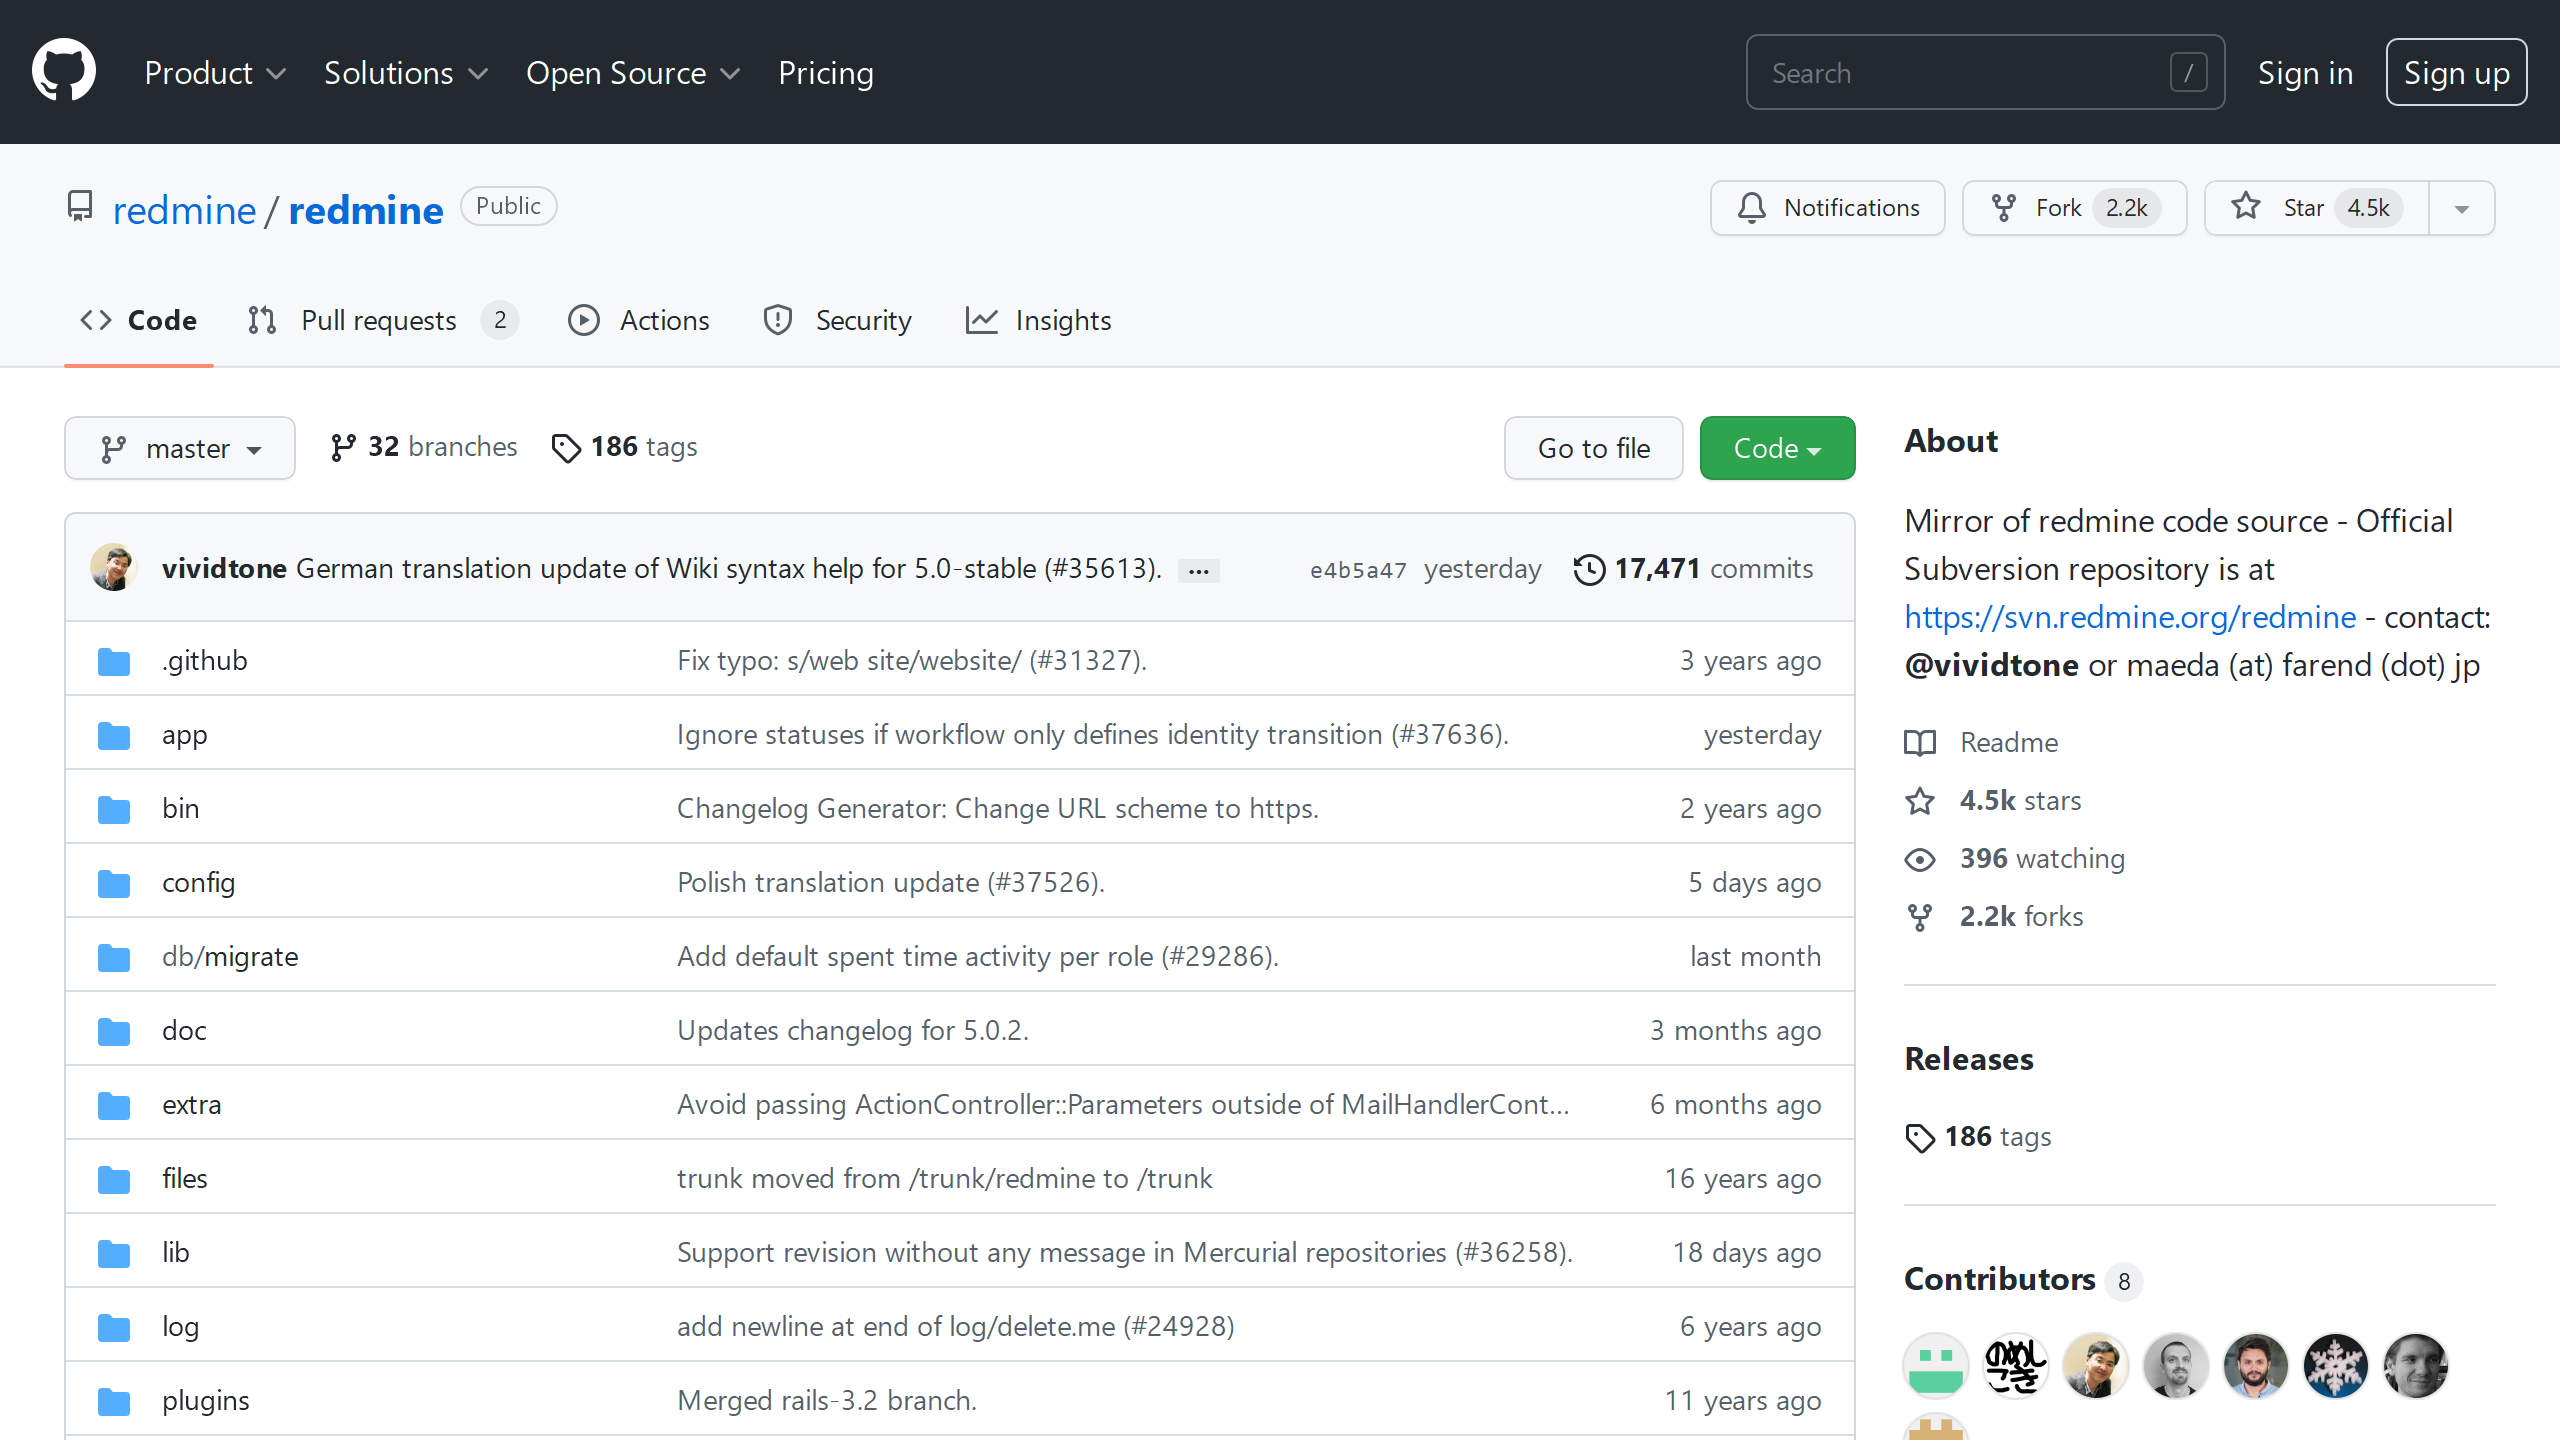 Product Solutions Open Source Pricing Search / Sign in Sign up
redmine / redmine Public Notifications Fork 2.2k Star 4.5k
Code Pull requests 2 Actions Security Insights
master 32 branches 186 tags Go to file Code
vividtone German translation update of Wiki syntax help for 5.0-stable (#35613). ... e4b5a47 yesterday 17,471 commits
.github Fix typo: s/web site/website/ (#31327). 3 years ago
app Ignore statuses if workflow only defines identity transition (#37636). yesterday
bin Changelog Generator: Change URL scheme to https. 2 years ago
config Polish translation update (#37526). 5 days ago
db/migrate Add default spent time activity per role (#29286). last month
doc Updates changelog for 5.0.2. 3 months ago
extra Avoid passing ActionController::Parameters outside of MailHandlerCont... 6 months ago
files trunk moved from /trunk/redmine to /trunk 16 years ago
lib Support revision without any message in Mercurial repositories (#36258). 18 days ago
log add newline at end of log/delete.me (#24928) 6 years ago
plugins Merged rails-3.2 branch. 11 years ago
About
Mirror of redmine code source - Official
Subversion repository is at
https://svn.redmine.org/redmine - contact:
@vividtone or maeda (at) farend (dot) jp
Readme
4.5k stars
396 watching
2.2k forks
Releases
186 tags
Contributors 8